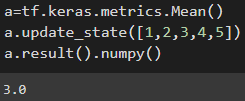 a=tf.keras.metrics.Mean()
a.update_state([1,2,3,4,5])
a.result().numpy()
3.0